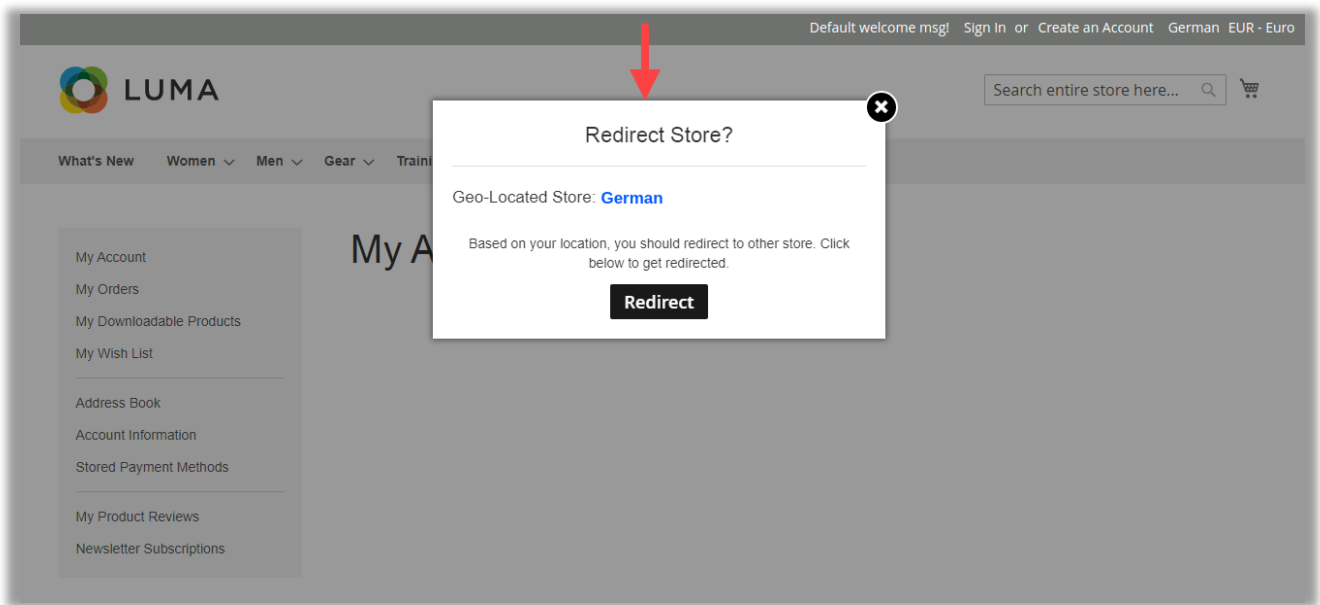 Default welcome msg! Sign In or Create an Account German EUR - Euro
LUMA
Search entire store here...
What's New Women Men Gear Traini
Redirect Store?
Geo-Located Store: German
Based on your location, you should redirect to other store. Click
below to get redirected.
Redirect
My A
My Account
My Orders
My Downloadable Products
My Wish List
Address Book
Account Information
Stored Payment Methods
My Product Reviews
Newsletter Subscriptions